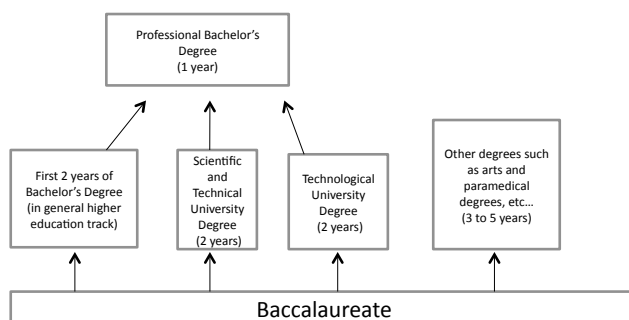 Professional Bachelor’s
Degree
(1 year)
First 2 years of
Bachelor’s Degree
(in general higher
education track)
Scientific
and
Technical
University
Degree
(2 years)
Technological
University
Degree
(2 years)
Other degrees such
as arts and
paramedical
degrees, etc...
(3 to 5 years)
Baccalaureate